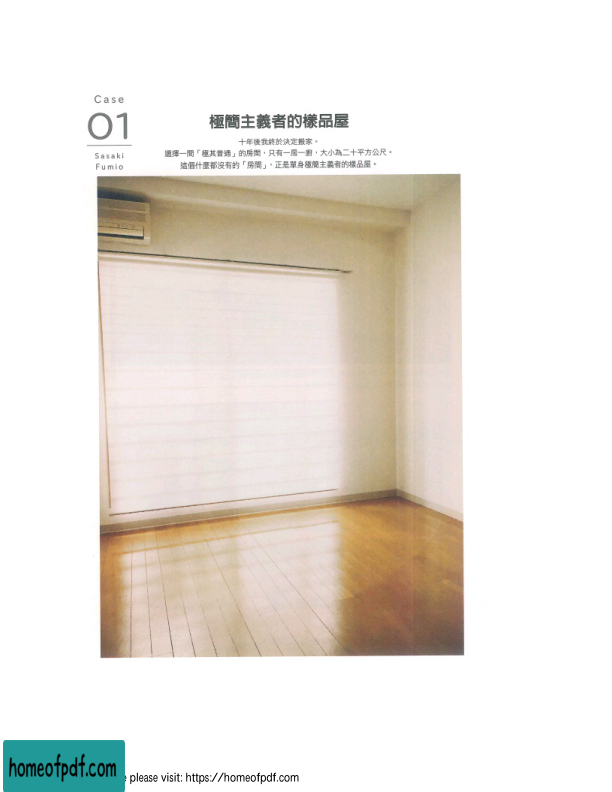 Case
01
Sasaki
Fumio
極簡主義者的樣品屋
十年後我終於決定搬家。
選擇一間「極其普通」的房間，只有一房一廚，大小為二十平方公尺。
這個什麼都沒有的「房間」，正是單身極簡主義者的樣品屋。
homeofpdf.com
e please visit: https://homeofpdf.com